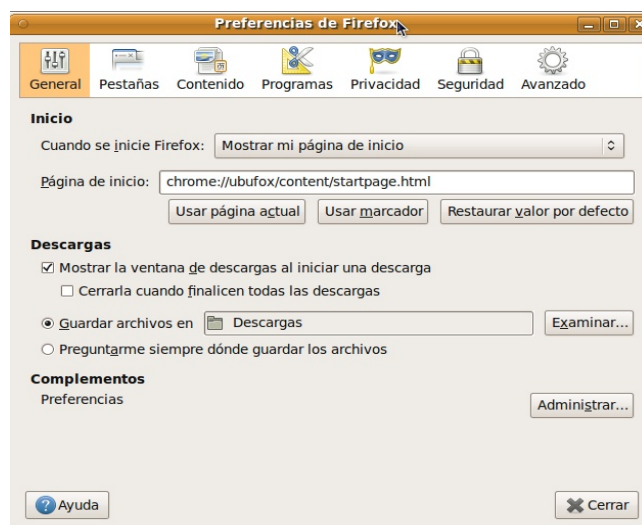 Preferencias de Firefox
General Pestañas Contenido Programas Privacidad Seguridad Avanzado
Inicio
Cuando se inicie Firefox: Mostrar mi página de inicio
Página de inicio: chrome://ubufox/content/startpage.html
Usar página actual Usar marcador Restaurar valor por defecto
Descargas
Mostrar la ventana de descargas al iniciar una descarga
Cerrarla cuando finalicen todas las descargas
Guardar archivos en Descargas Examinar...
Preguntarme siempre dónde guardar los archivos
Complementos
Preferencias
Administrar...
Ayuda Cerrar